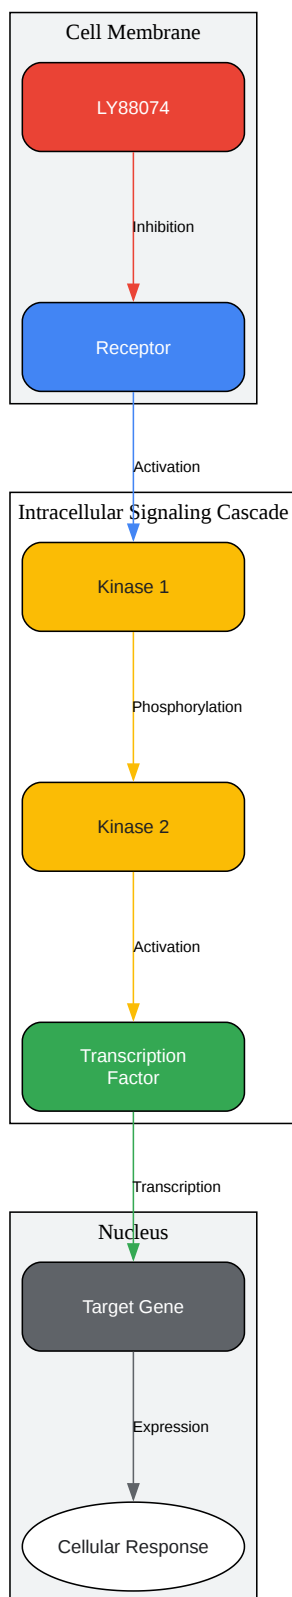 Cell Membrane
LY88074
Inhibition
Receptor
Activation
Intracellular Signaling Cascade
Kinase 1
Phosphorylation
Kinase 2
Activation
Transcription
Factor
Transcription
Nucleus
Target Gene
Expression
Cellular Response